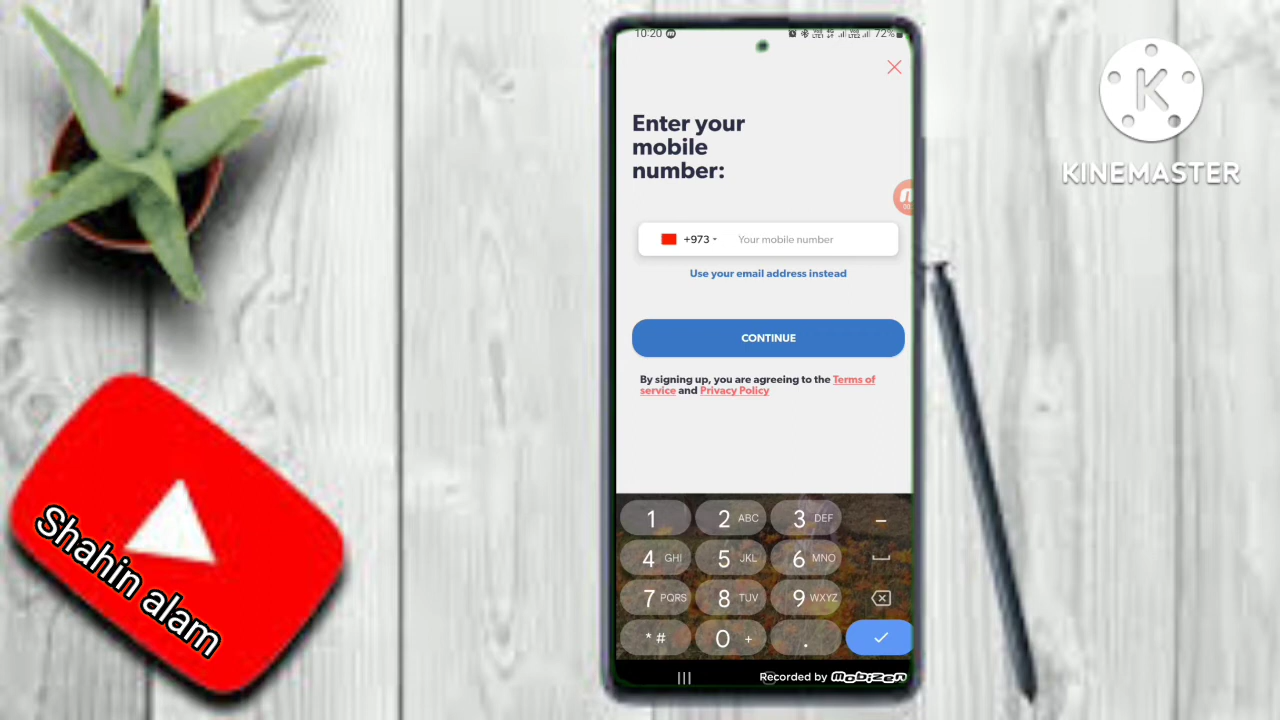 10:20
72%
KINEMASTER
K
Enter your
mobile
number:
+973
Your mobile number
Use your email address instead
CONTINUE
By signing up, you are agreeing to the Terms of
service and Privacy Policy
1
2 ABC
3 DEF
4 GHI
5 JKL
6 MNO
7 PQRS
8 TUV
9 WXYZ
* #
0 +
.
Recorded by Mobizen
Shahin alam